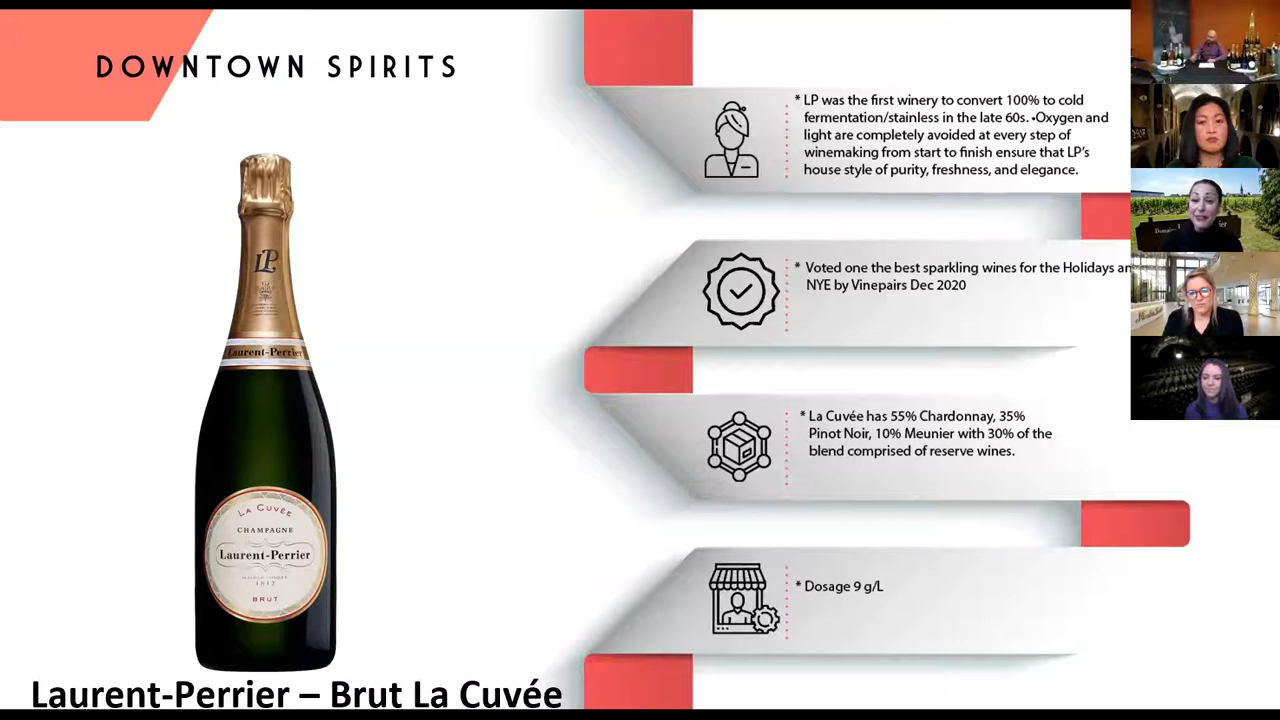 DOWNTOWN SPIRITS
* LP was the first winery to convert 100% to cold
fermentation/stainless in the late 60s. •Oxygen and
light are completely avoided at every step of
winemaking from start to finish ensure that LP’s
house style of purity, freshness, and elegance.
* Voted one the best sparkling wines for the Holidays an
NYE by Vinepairs Dec 2020
* La Cuvée has 55% Chardonnay, 35%
Pinot Noir, 10% Meunier with 30% of the
blend comprised of reserve wines.
* Dosage 9 g/L
LP
Laurent-Perrier
LA CUVÉE
CHAMPAGNE
Laurent-Perrier
1812
BRUT
Laurent-Perrier – Brut La Cuvée